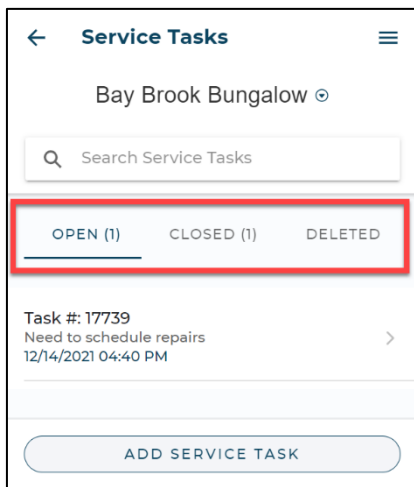 Service Tasks
Bay Brook Bungalow
Search Service Tasks
OPEN (1) CLOSED (1) DELETED
Task #: 17739
Need to schedule repairs
12/14/2021 04:40 PM
ADD SERVICE TASK